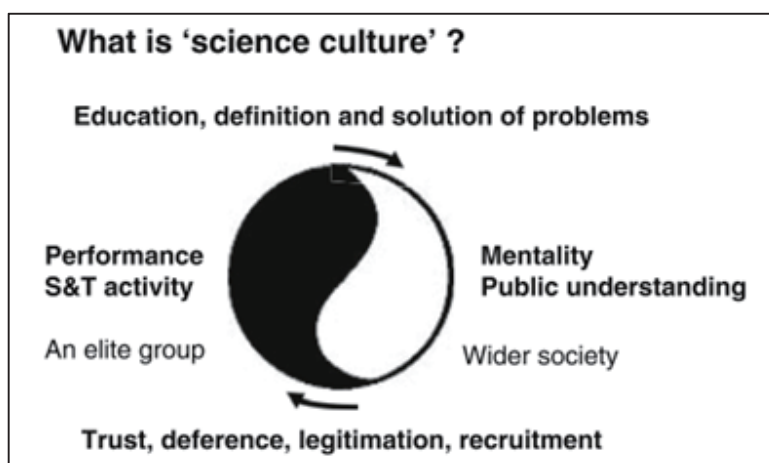 What is 'science culture' ?
Education, definition and solution of problems
Performance
S&T activity
An elite group
Mentality
Public understanding
Wider society
Trust, deference, legitimation, recruitment